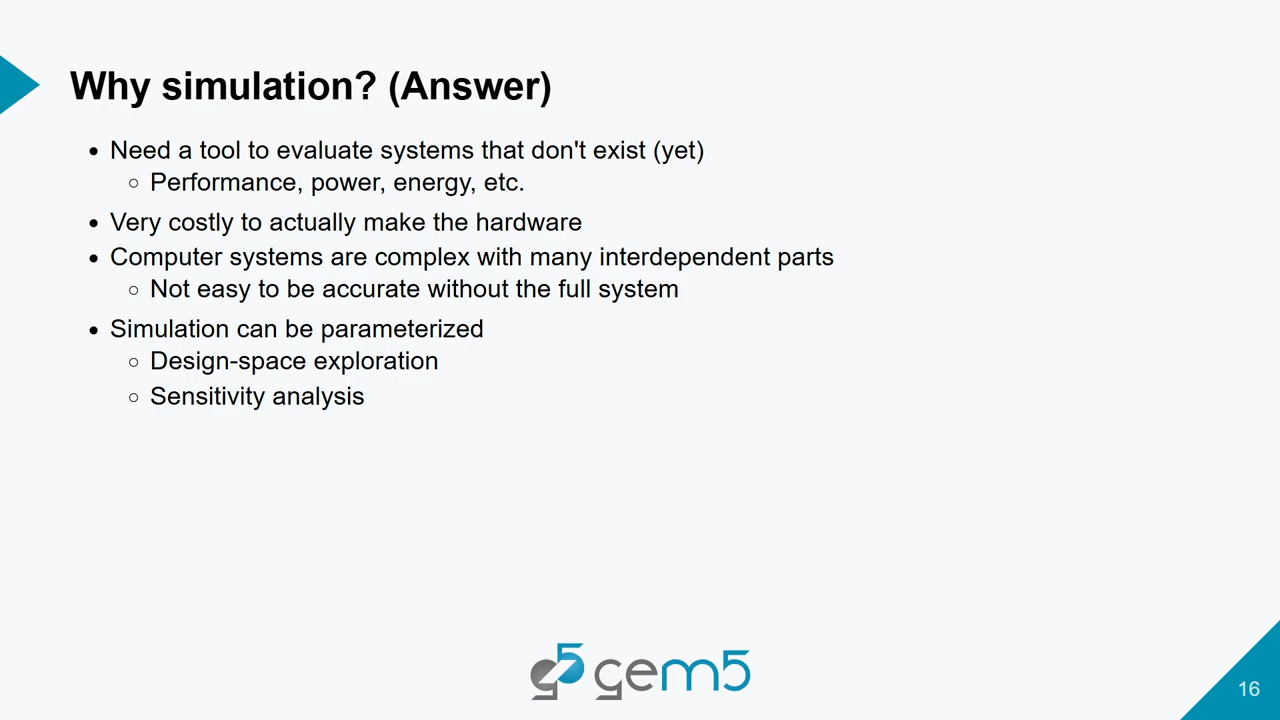 Why simulation? (Answer)
• Need a tool to evaluate systems that don't exist (yet)
○ Performance, power, energy, etc.
• Very costly to actually make the hardware
• Computer systems are complex with many interdependent parts
○ Not easy to be accurate without the full system
• Simulation can be parameterized
○ Design-space exploration
○ Sensitivity analysis
g5 gem5
16